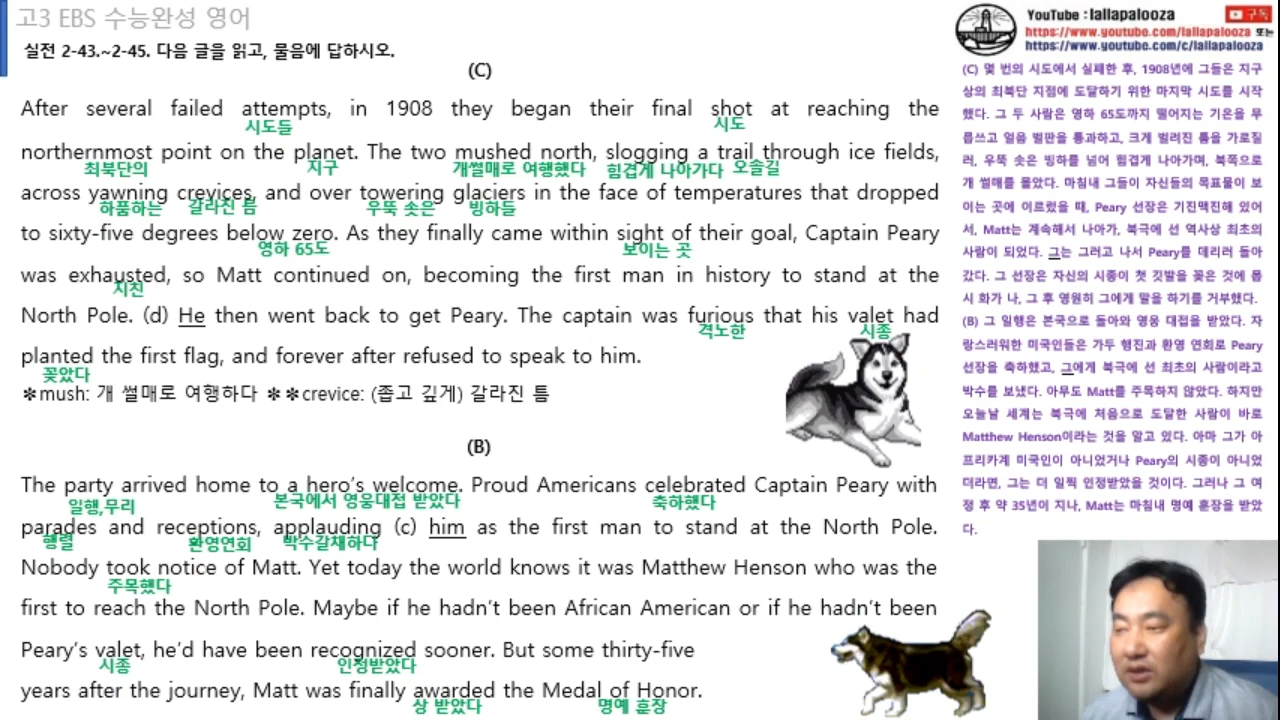 고3 EBS 수능완성 영어
실전 2-43.~2-45. 다음 글을 읽고, 물음에 답하시오.
(C)
After several failed attempts, in 1908 they began their final shot at reaching the
시도들 시도
northernmost point on the planet. The two mushed north, slogging a trail through ice fields,
최북단의 지구 개썰매로 여행했다 힘겹게 나아가다 오솔길
across yawning crevices, and over towering glaciers in the face of temperatures that dropped
하품하는 갈라진 틈 우뚝 솟은 빙하들
to sixty-five degrees below zero. As they finally came within sight of their goal, Captain Peary
영하 65도 보이는 곳
was exhausted, so Matt continued on, becoming the first man in history to stand at the
지친
North Pole. (d) He then went back to get Peary. The captain was furious that his valet had
격노한 시종
planted the first flag, and forever after refused to speak to him.
꽂았다
✻mush: 개 썰매로 여행하다 ✻✻crevice: (좁고 깊게) 갈라진 틈
(B)
The party arrived home to a hero's welcome. Proud Americans celebrated Captain Peary with
일행,무리 본국에서 영웅대접 받았다 축하했다
parades and receptions, applauding (c) him as the first man to stand at the North Pole.
행렬 환영연회 박수갈채하다
Nobody took notice of Matt. Yet today the world knows it was Matthew Henson who was the
주목했다
first to reach the North Pole. Maybe if he hadn't been African American or if he hadn't been
Peary's valet, he'd have been recognized sooner. But some thirty-five
시종 인정받았다
years after the journey, Matt was finally awarded the Medal of Honor.
상 받았다 명예 훈장
YouTube : lallapalooza 구독
https://www.youtube.com/lallapalooza 또는
https://www.youtube.com/c/lallapalooza
(C) 몇 번의 시도에서 실패한 후, 1908년에 그들은 지구
상의 최북단 지점에 도달하기 위한 마지막 시도를 시작
했다. 그 두 사람은 영하 65도까지 떨어지는 기온을 무
릅쓰고 얼음 벌판을 통과하고, 크게 벌려진 틈을 가로질
러, 우뚝 솟은 빙하를 넘어 힘겹게 나아가며, 북쪽으로
개 썰매를 몰았다. 마침내 그들이 자신들의 목표물이 보
이는 곳에 이르렀을 때, Peary 선장은 기진맥진해 있어
서, Matt는 계속해서 나아가, 북극에 선 역사상 최초의
사람이 되었다. 그는 그러고 나서 Peary를 데리러 돌아
갔다. 그 선장은 자신의 시종이 첫 깃발을 꽂은 것에 몹
시 화가 나, 그 후 영원히 그에게 말을 하기를 거부했다.
(B) 그 일행은 본국으로 돌아와 영웅 대접을 받았다. 자
랑스러워한 미국인들은 가두 행진과 환영 연회로 Peary
선장을 축하했고, 그에게 북극에 선 최초의 사람이라고
박수를 보냈다. 아무도 Matt를 주목하지 않았다. 하지만
오늘날 세계는 북극에 처음으로 도달한 사람이 바로
Matthew Henson이라는 것을 알고 있다. 아마 그가 아
프리카계 미국인이 아니었거나 Peary의 시종이 아니었
더라면, 그는 더 일찍 인정받았을 것이다. 그러나 그 여
정 후 약 35년이 지나, Matt는 마침내 명예 훈장을 받았
다.